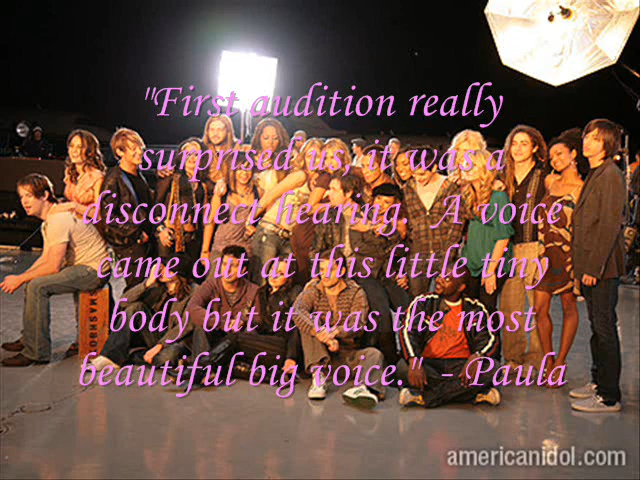 "First audition really
surprised us, it was a
disconnect hearing. A voice
came out at this little tiny
body but it was the most
beautiful big voice." - Paula
americanidol.com